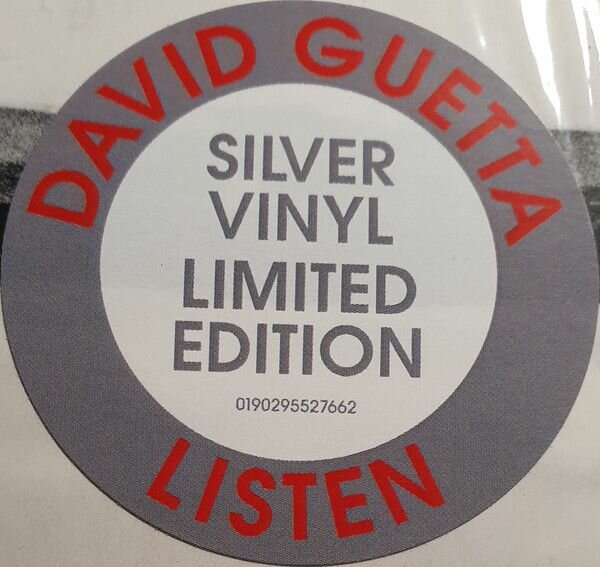 DAVID GUETTA
SILVER
VINYL
LIMITED
EDITION
0190295527662
LISTEN